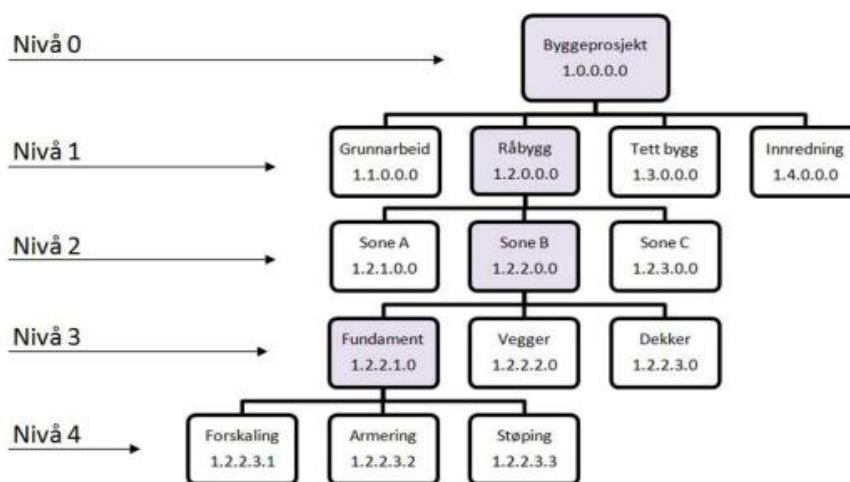 Nivå 0
Byggeprosjekt
1.0.0.0.0
Nivå 1
Grunnarbeid
1.1.0.0.0
Råbygg
1.2.0.0.0
Tett bygg
1.3.0.0.0
Innredning
1.4.0.0.0
Nivå 2
Sone A
1.2.1.0.0
Sone B
1.2.2.0.0
Sone C
1.2.3.0.0
Nivå 3
Fundament
1.2.2.1.0
Vegger
1.2.2.2.0
Dekker
1.2.2.3.0
Nivå 4
Forskaling
1.2.2.3.1
Armering
1.2.2.3.2
Støping
1.2.2.3.3